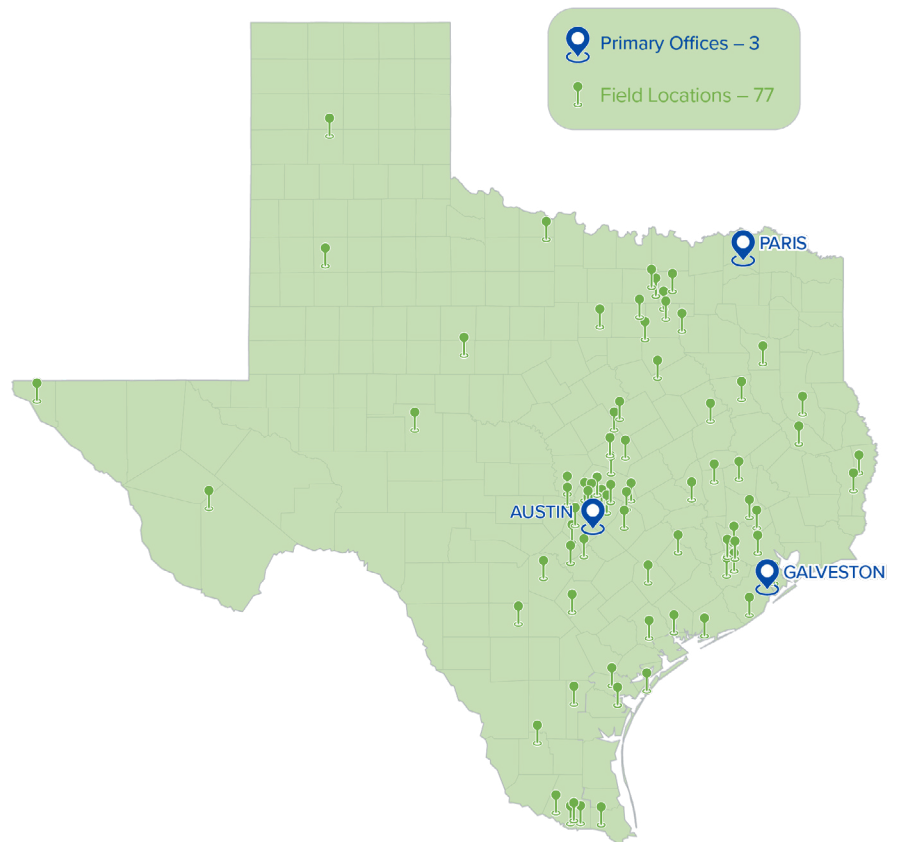 Primary Offices – 3
Field Locations – 77
PARIS
AUSTIN
GALVESTON